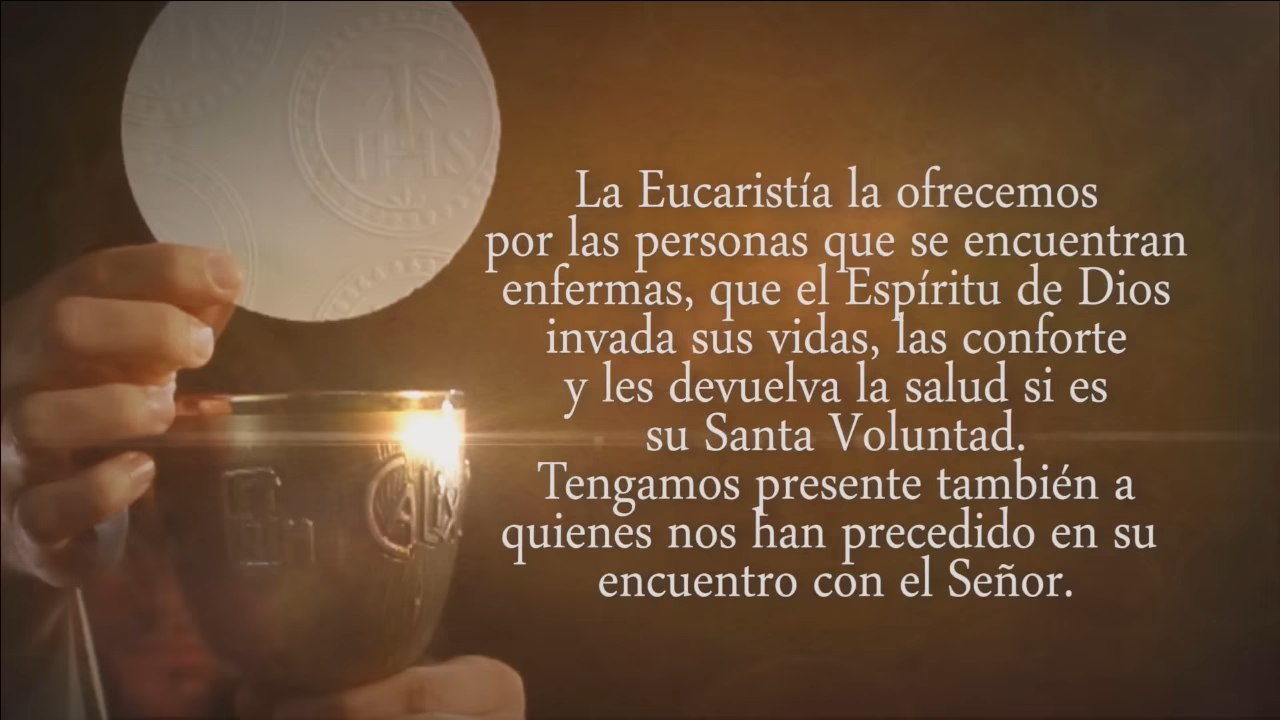 IHS
La Eucaristía la ofrecemos
por las personas que se encuentran
enfermas, que el Espíritu de Dios
invada sus vidas, las conforte
y les devuelva la salud si es
su Santa Voluntad.
Tengamos presente también a
quienes nos han precedido en su
encuentro con el Señor.